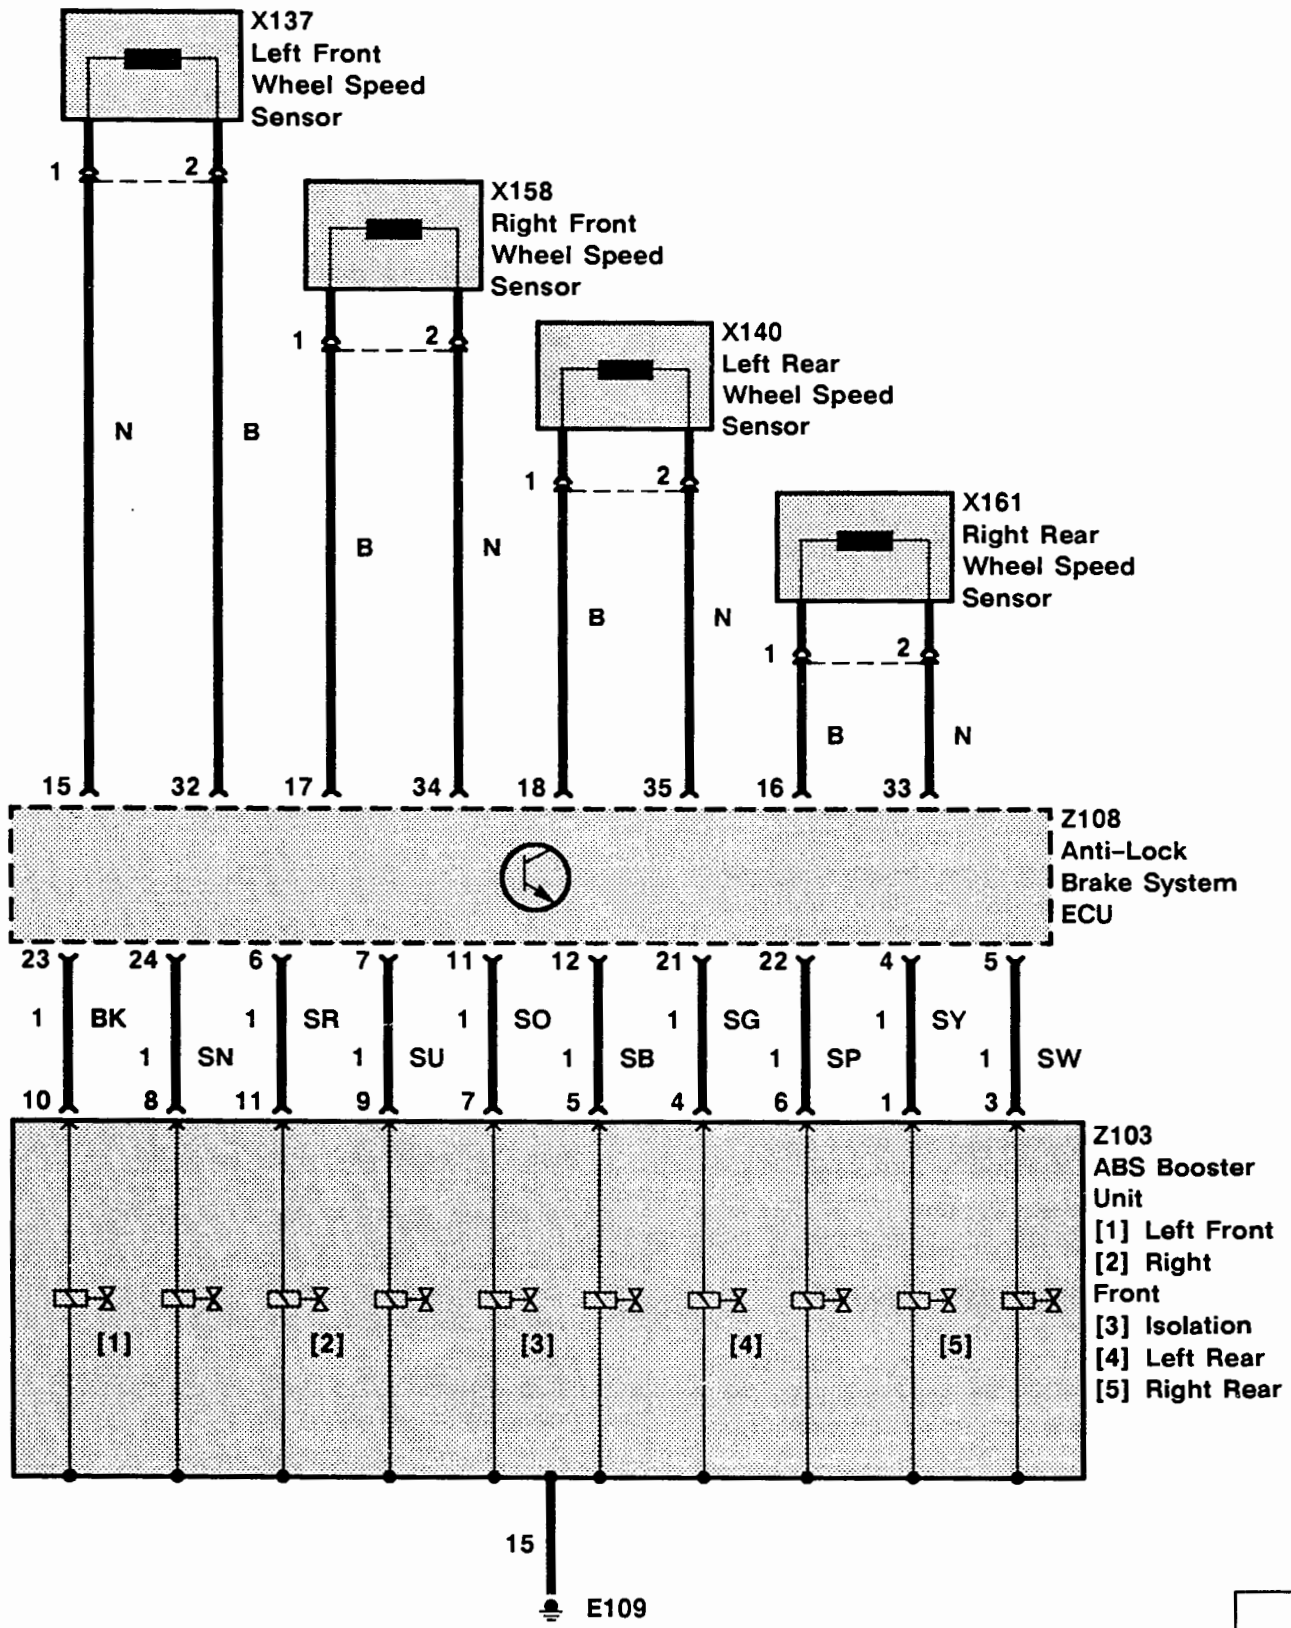 X137
Left Front
Wheel Speed
Sensor
1 2
X158
Right Front
Wheel Speed
Sensor
1 2
X140
Left Rear
Wheel Speed
Sensor
1 2
X161
Right Rear
Wheel Speed
Sensor
1 2
N B
B N
B N
B N
15 32 17 34 18 35 16 33
Z108
Anti-Lock
Brake System
ECU
23 24 6 7 11 12 21 22 4 5
1 BK 1 SR 1 SO 1 SG 1 SY
1 SN 1 SU 1 SB 1 SP 1 SW
10 8 11 9 7 5 4 6 1 3
Z103
ABS Booster
Unit
[1] Left Front
[2] Right
Front
[3] Isolation
[4] Left Rear
[5] Right Rear
[1] [2] [3] [4] [5]
15
E109